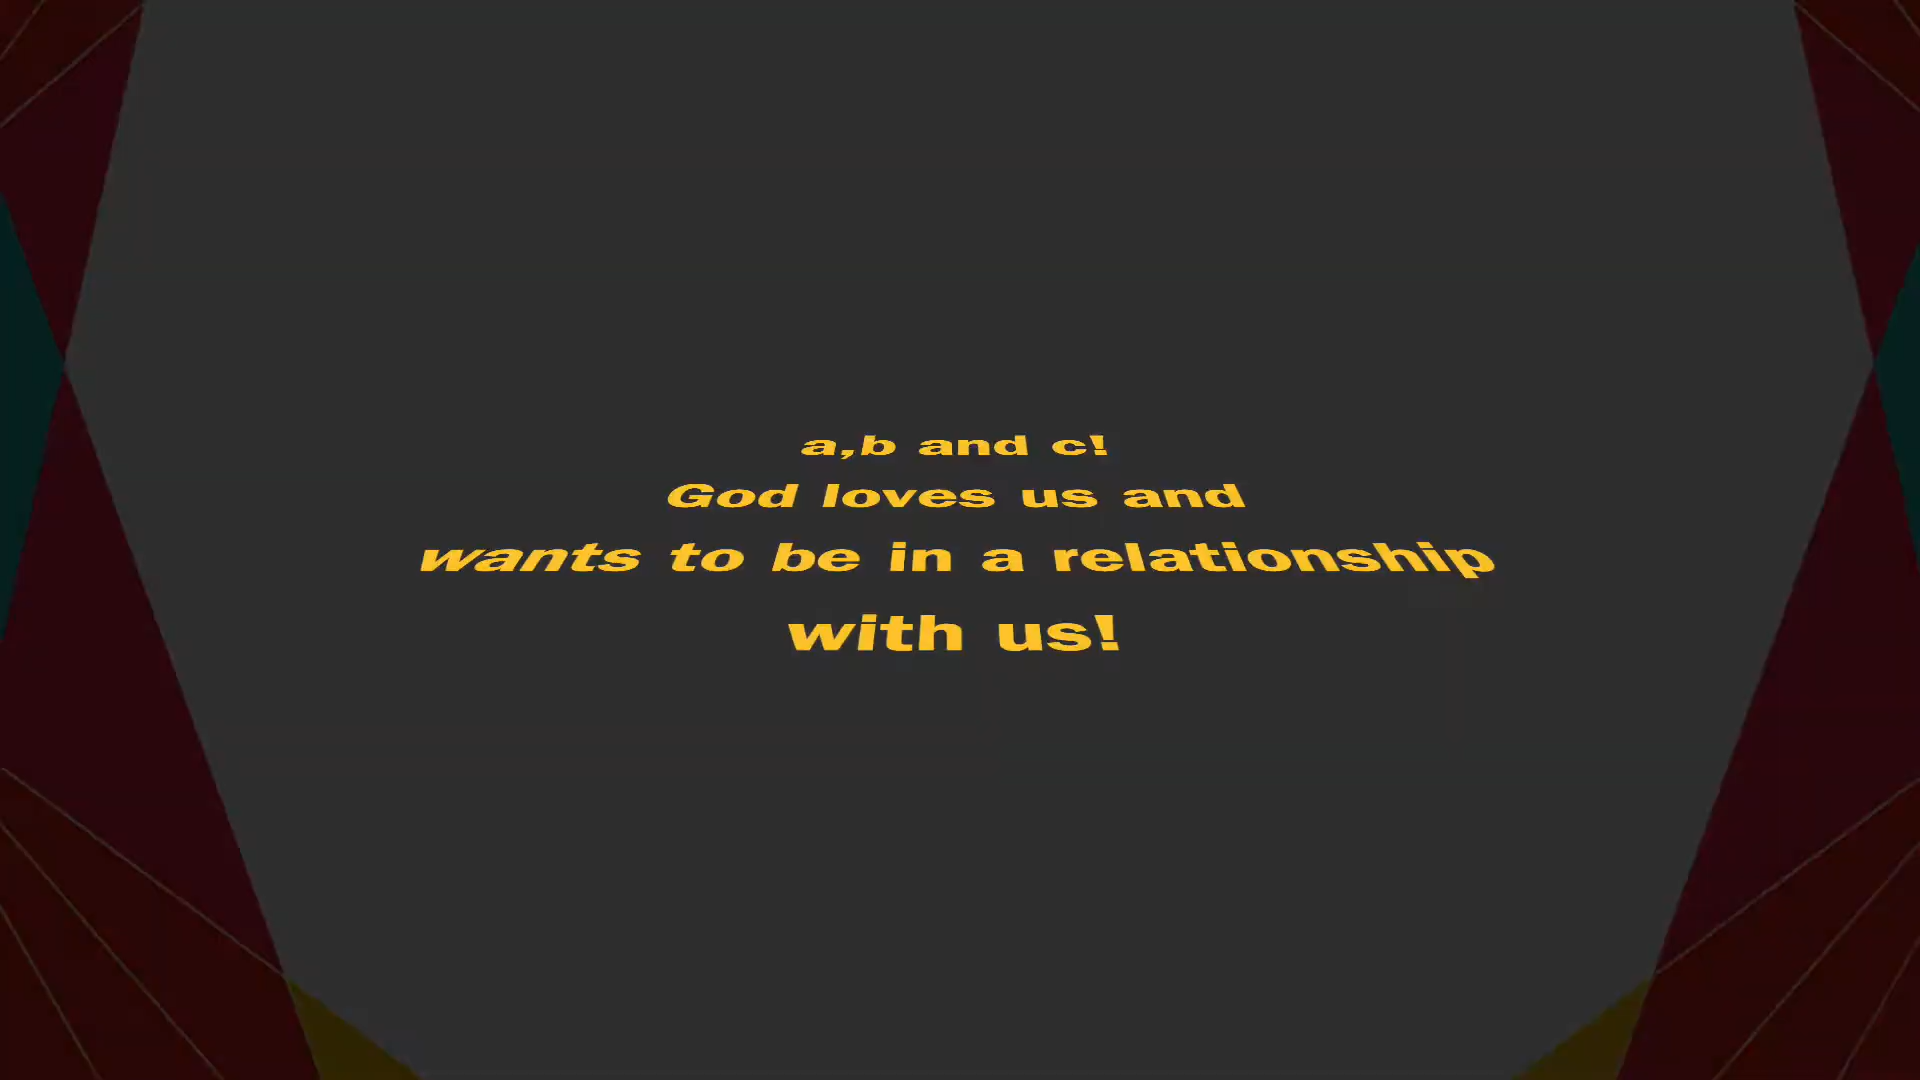 a,b and c!
God loves us and
wants to be in a relationship
with us!